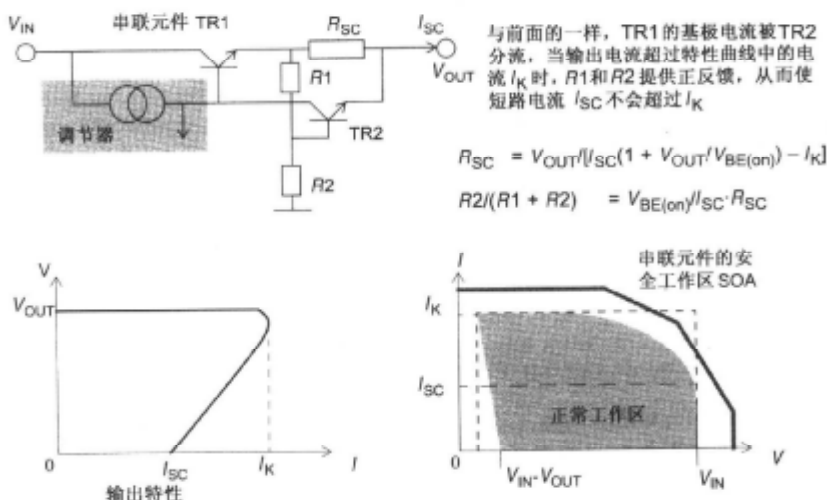 V_IN
串联元件 TR1
R_SC
I_SC
V_OUT
R1
调节器
TR2
R2
与前面的一样，TR1的基极电流被TR2
分流，当输出电流超过特性曲线中的电
流 I_K 时，R1和R2 提供正反馈，从而使
短路电流 I_SC 不会超过 I_K
R_SC = V_OUT/[I_SC(1 + V_OUT/V_BE(on)) – I_K]
R2/(R1 + R2) = V_BE(on)/I_SC·R_SC
V
V_OUT
0
I_SC
I_K
I
输出特性
I
串联元件的安
全工作区 SOA
I_K
I_SC
正常工作区
0
V_IN-V_OUT
V_IN
V